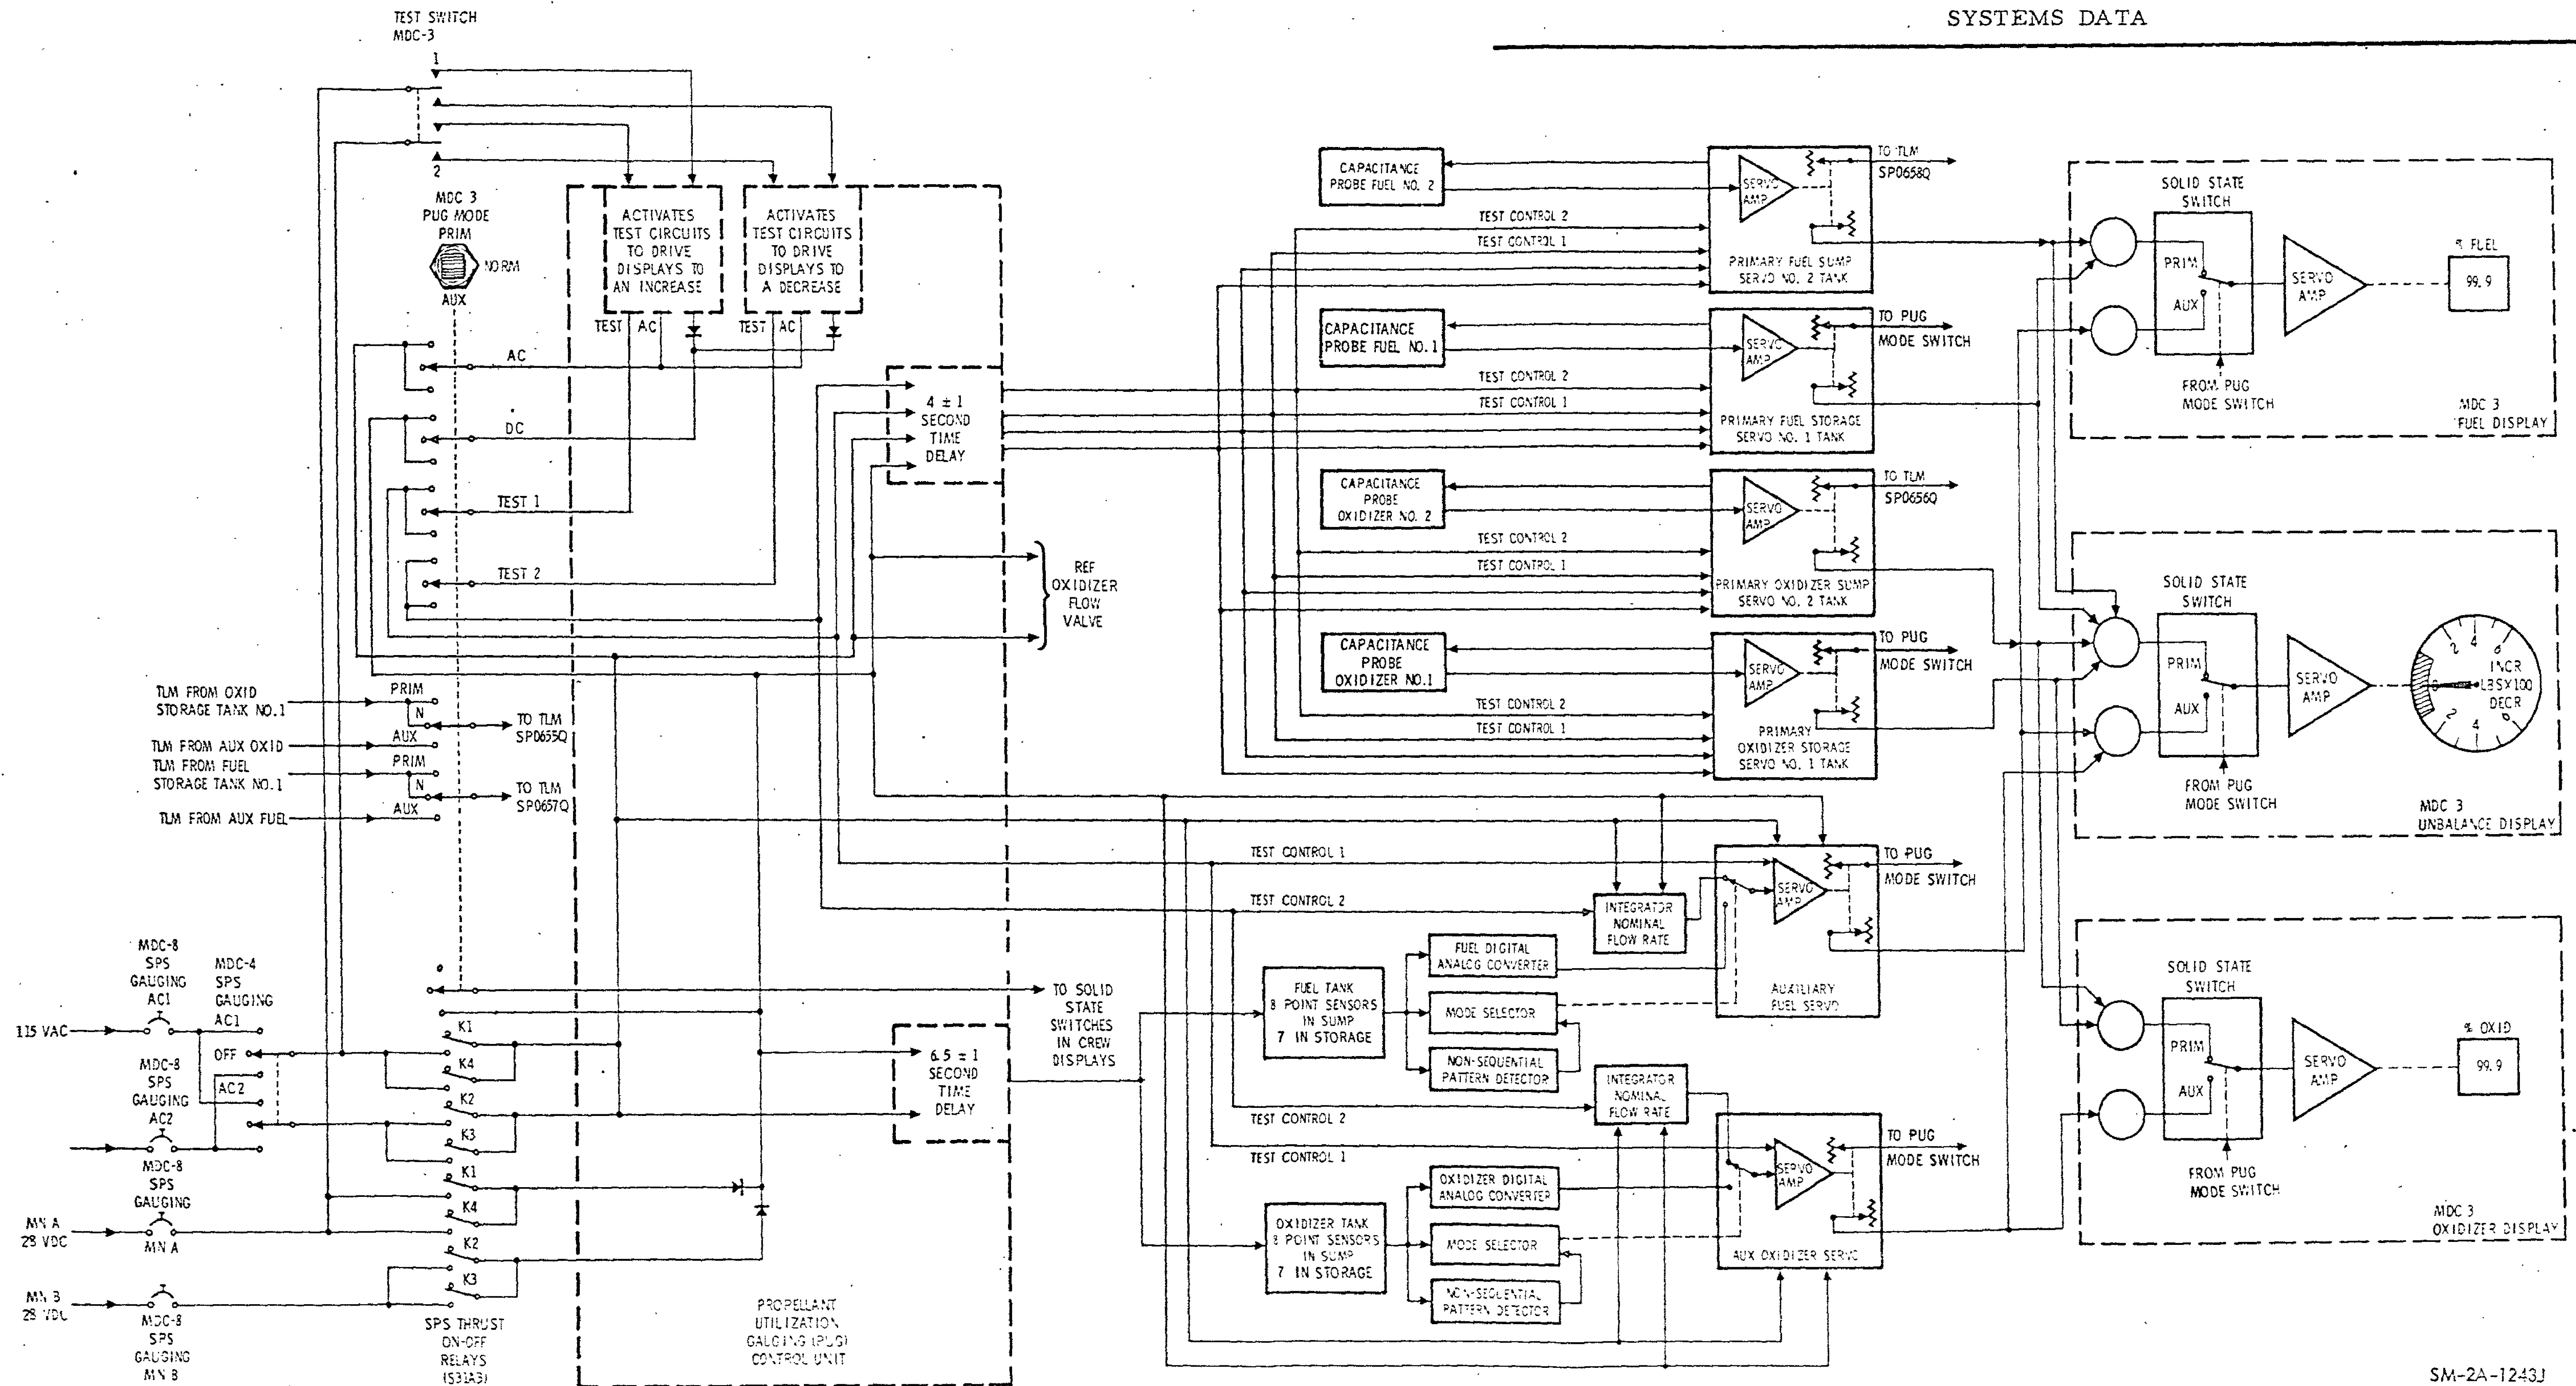 SYSTEMS DATA
TEST SWITCH
MDC-3
1
2
MDC 3
PUG MODE
PRIM
NORM
AUX
ACTIVATES
TEST CIRCUITS
TO DRIVE
DISPLAYS TO
AN INCREASE
ACTIVATES
TEST CIRCUITS
TO DRIVE
DISPLAYS TO
A DECREASE
TEST
AC
TEST
AC
AC
DC
TEST 1
TEST 2
4 ± 1
SECOND
TIME
DELAY
REF
OXIDIZER
FLOW
VALVE
TLM FROM OXID
STORAGE TANK NO.1
PRIM
N
TO TLM
SP0655Q
TLM FROM AUX OXID
AUX
TLM FROM FUEL
STORAGE TANK NO.1
PRIM
N
TO TLM
SP0657Q
TLM FROM AUX FUEL
AUX
MDC-8
SPS
GAUGING
AC1
MDC-4
SPS
GAUGING
AC1
115 VAC
OFF
AC2
MDC-8
SPS
GAUGING
AC2
MDC-8
SPS
GAUGING
MN A
28 VDC
MN A
MN B
28 VDC
MDC-8
SPS
GAUGING
MN B
K1
K4
K2
K3
K1
K4
K2
K3
SPS THRUST
ON-OFF
RELAYS
(S31A3)
TO SOLID
STATE
SWITCHES
IN CREW
DISPLAYS
6.5 ± 1
SECOND
TIME
DELAY
PROPELLANT
UTILIZATION
GAUGING (PUG)
CONTROL UNIT
CAPACITANCE
PROBE FUEL NO. 2
TEST CONTROL 2
TEST CONTROL 1
SERVO
AMP
PRIMARY FUEL SUMP
SERVO NO. 2 TANK
TO TLM
SP0658Q
CAPACITANCE
PROBE FUEL NO.1
TEST CONTROL 2
TEST CONTROL 1
SERVO
AMP
PRIMARY FUEL STORAGE
SERVO NO. 1 TANK
TO PUG
MODE SWITCH
CAPACITANCE
PROBE
OXIDIZER NO. 2
TEST CONTROL 2
TEST CONTROL 1
SERVO
AMP
PRIMARY OXIDIZER SUMP
SERVO NO. 2 TANK
TO TLM
SP0656Q
CAPACITANCE
PROBE
OXIDIZER NO.1
TEST CONTROL 2
TEST CONTROL 1
SERVO
AMP
PRIMARY
OXIDIZER STORAGE
SERVO NO. 1 TANK
TO PUG
MODE SWITCH
TEST CONTROL 1
TEST CONTROL 2
INTEGRATOR
NOMINAL
FLOW RATE
SERVO
AMP
AUXILIARY
FUEL SERVO
TO PUG
MODE SWITCH
FUEL TANK
8 POINT SENSORS
IN SUMP
7 IN STORAGE
FUEL DIGITAL
ANALOG CONVERTER
MODE SELECTOR
NON-SEQUENTIAL
PATTERN DETECTOR
INTEGRATOR
NOMINAL
FLOW RATE
TEST CONTROL 2
TEST CONTROL 1
SERVO
AMP
AUX OXIDIZER SERVO
TO PUG
MODE SWITCH
OXIDIZER TANK
8 POINT SENSORS
IN SUMP
7 IN STORAGE
OXIDIZER DIGITAL
ANALOG CONVERTER
MODE SELECTOR
NON-SEQUENTIAL
PATTERN DETECTOR
SOLID STATE
SWITCH
PRIM
AUX
SERVO
AMP
% FUEL
99.9
FROM PUG
MODE SWITCH
MDC 3
FUEL DISPLAY
SOLID STATE
SWITCH
PRIM
AUX
SERVO
AMP
2 4 6
INCR
0
LBSX100
DECR
2 4 6
FROM PUG
MODE SWITCH
MDC 3
UNBALANCE DISPLAY
SOLID STATE
SWITCH
PRIM
AUX
SERVO
AMP
% OXID
99.9
FROM PUG
MODE SWITCH
MDC 3
OXIDIZER DISPLAY
SM-2A-1243J